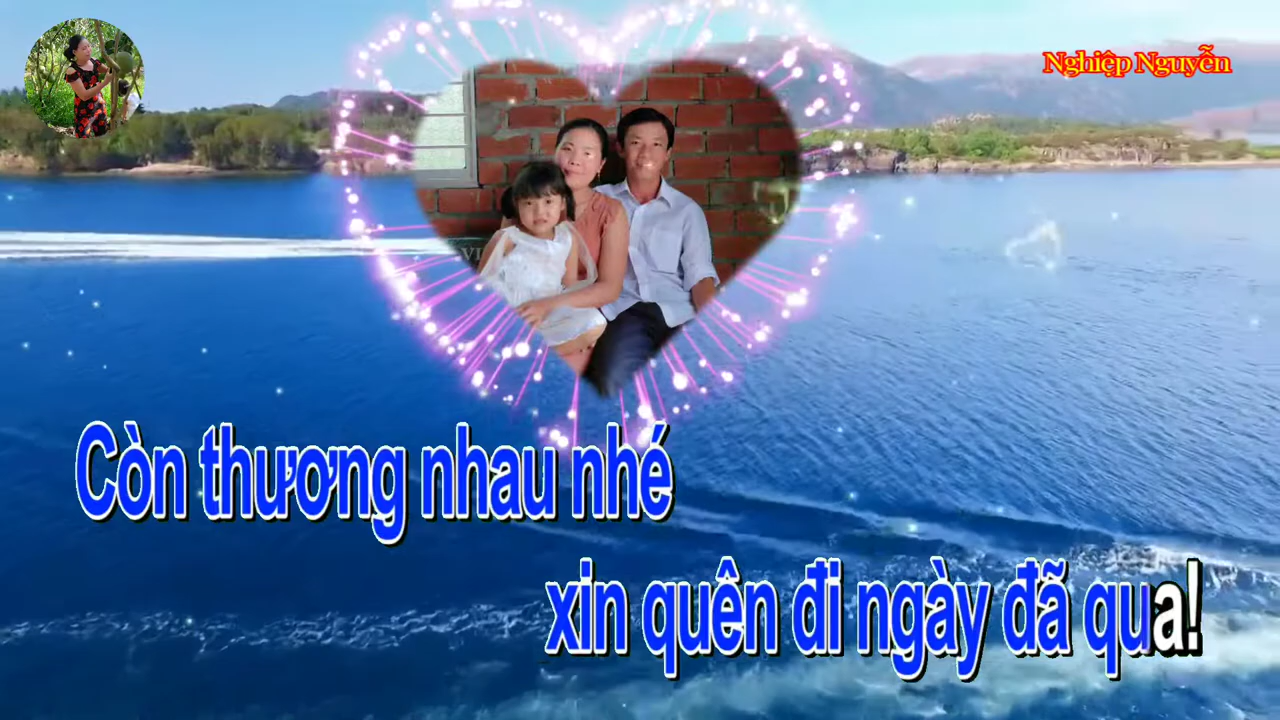 Nghiệp Nguyễn
Còn thương nhau nhé
xin quên đi ngày đã qua!